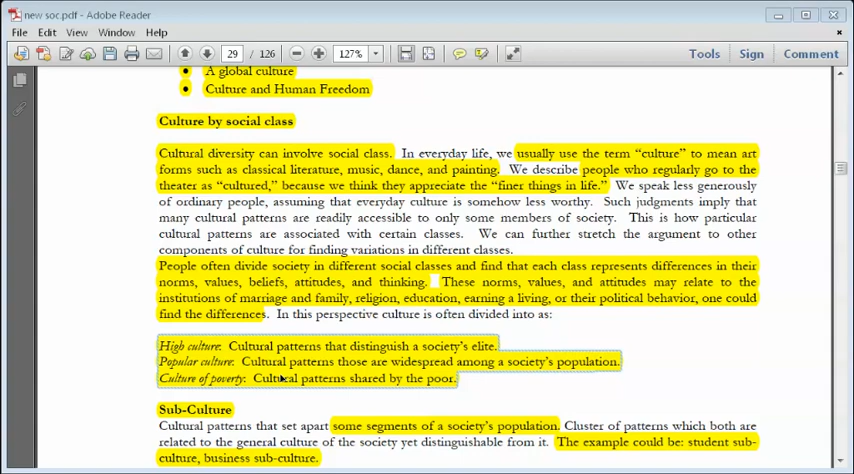 new soc.pdf - Adobe Reader
File Edit View Window Help
29 / 126 127% Tools Sign Comment
• A global culture
• Culture and Human Freedom
Culture by social class
Cultural diversity can involve social class. In everyday life, we usually use the term “culture” to mean art
forms such as classical literature, music, dance, and painting. We describe people who regularly go to the
theater as “cultured,” because we think they appreciate the “finer things in life.” We speak less generously
of ordinary people, assuming that everyday culture is somehow less worthy. Such judgments imply that
many cultural patterns are readily accessible to only some members of society. This is how particular
cultural patterns are associated with certain classes. We can further stretch the argument to other
components of culture for finding variations in different classes.
People often divide society in different social classes and find that each class represents differences in their
norms, values, beliefs, attitudes, and thinking. These norms, values, and attitudes may relate to the
institutions of marriage and family, religion, education, earning a living, or their political behavior, one could
find the differences. In this perspective culture is often divided into as:
High culture: Cultural patterns that distinguish a society’s elite.
Popular culture: Cultural patterns those are widespread among a society’s population.
Culture of poverty: Cultural patterns shared by the poor.
Sub-Culture
Cultural patterns that set apart some segments of a society’s population. Cluster of patterns which both are
related to the general culture of the society yet distinguishable from it. The example could be: student sub-
culture, business sub-culture.